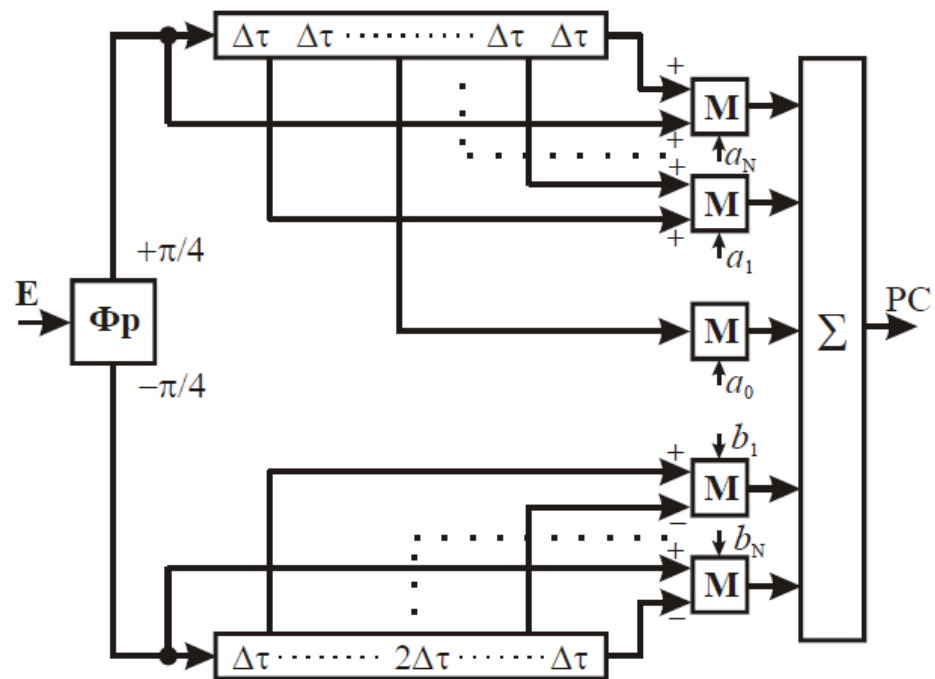 Δτ Δτ .......... Δτ Δτ
+
M
+
a_N
+
M
+
a_1
+π/4
E
Φp
−π/4
M
a_0
Σ
PC
b_1
+
M
−
b_N
+
M
−
Δτ ........ 2Δτ ........ Δτ